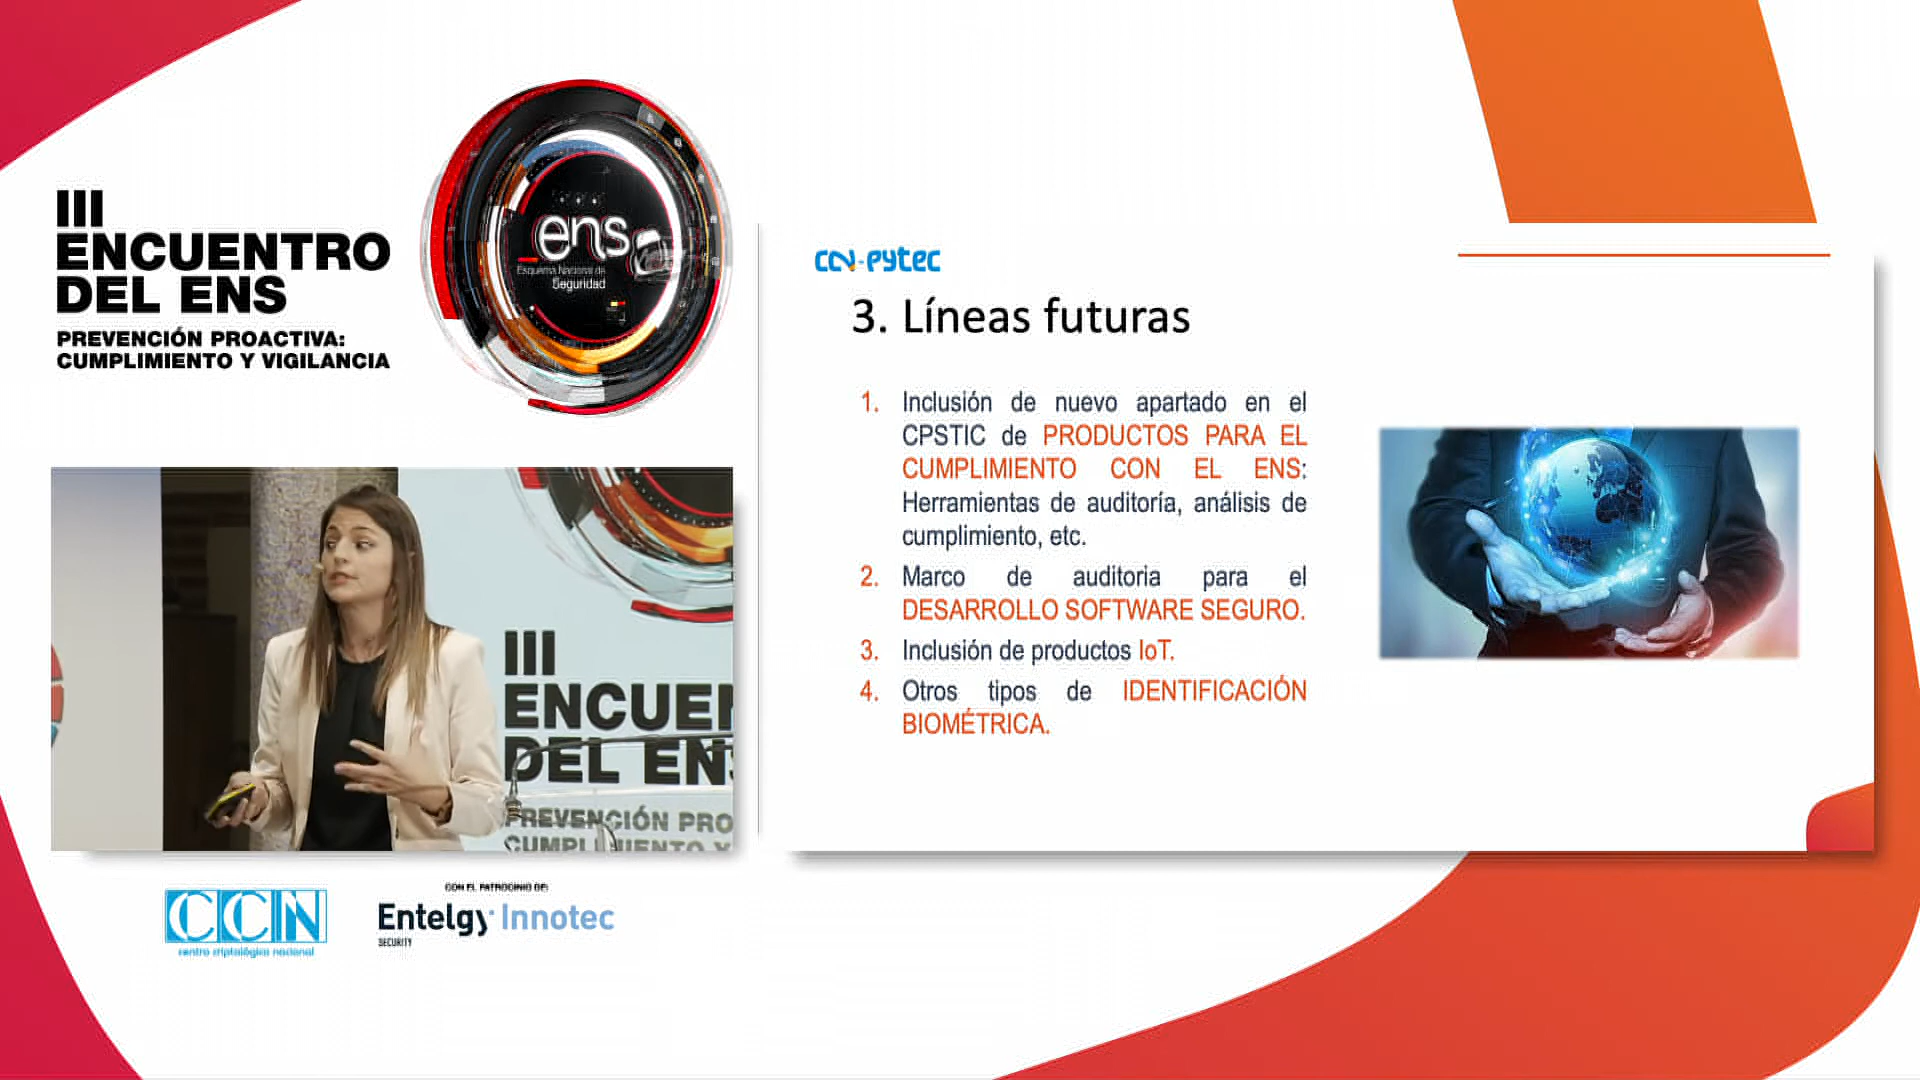 III
ENCUENTRO
DEL ENS
PREVENCIÓN PROACTIVA:
CUMPLIMIENTO Y VIGILANCIA
ens
Esquema Nacional de
Seguridad
III
ENCUEN
DEL ENS
PREVENCIÓN PRO
CUMPLIMIENTO Y
CCN
centro criptológico nacional
CON EL PATROCINIO DE:
Entelgy Innotec
SECURITY
CCN-PYTEC
3. Líneas futuras
1. Inclusión de nuevo apartado en el
CPSTIC de PRODUCTOS PARA EL
CUMPLIMIENTO CON EL ENS:
Herramientas de auditoría, análisis de
cumplimiento, etc.
2. Marco de auditoria para el
DESARROLLO SOFTWARE SEGURO.
3. Inclusión de productos IoT.
4. Otros tipos de IDENTIFICACIÓN
BIOMÉTRICA.